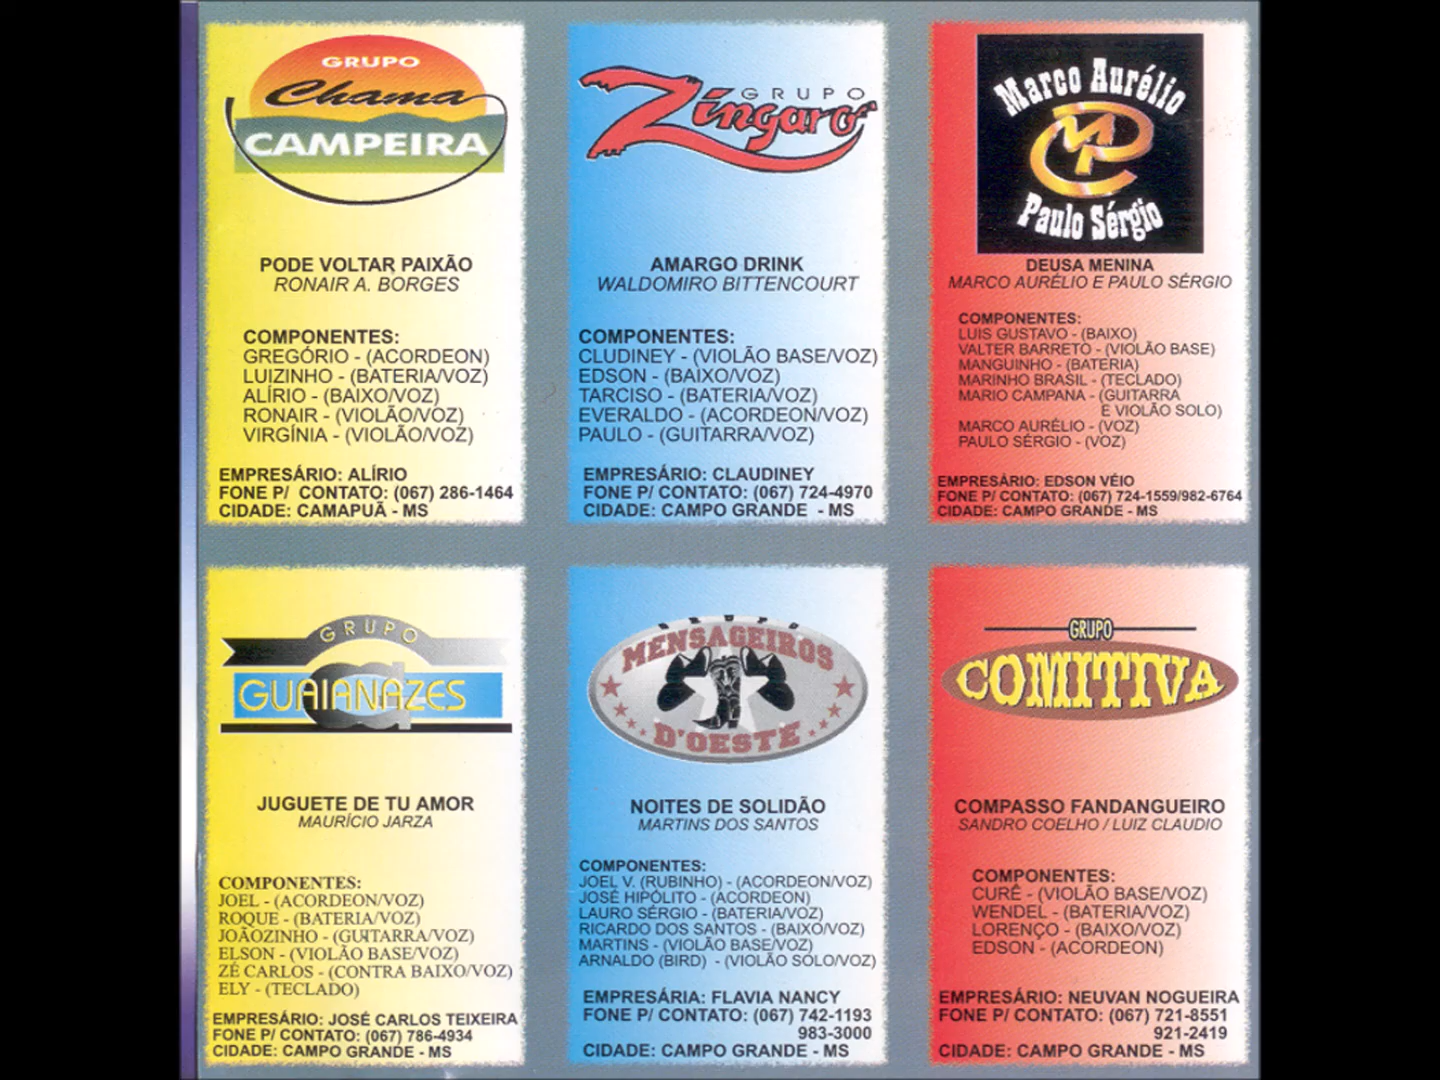 GRUPO
Chama
CAMPEIRA
PODE VOLTAR PAIXÃO
RONAIR A. BORGES
COMPONENTES:
GREGÓRIO - (ACORDEON)
LUIZINHO - (BATERIA/VOZ)
ALÍRIO - (BAIXO/VOZ)
RONAIR - (VIOLÃO/VOZ)
VIRGÍNIA - (VIOLÃO/VOZ)
EMPRESÁRIO: ALÍRIO
FONE P/ CONTATO: (067) 286-1464
CIDADE: CAMAPUÃ - MS
GRUPO
Zíngaro
AMARGO DRINK
WALDOMIRO BITTENCOURT
COMPONENTES:
CLUDINEY - (VIOLÃO BASE/VOZ)
EDSON - (BAIXO/VOZ)
TARCISO - (BATERIA/VOZ)
EVERALDO - (ACORDEON/VOZ)
PAULO - (GUITARRA/VOZ)
EMPRESÁRIO: CLAUDINEY
FONE P/ CONTATO: (067) 724-4970
CIDADE: CAMPO GRANDE - MS
Marco Aurélio
MP
Paulo Sérgio
DEUSA MENINA
MARCO AURÉLIO E PAULO SÉRGIO
COMPONENTES:
LUIS GUSTAVO - (BAIXO)
VALTER BARRETO - (VIOLÃO BASE)
MANGUINHO - (BATERIA)
MARINHO BRASIL - (TECLADO)
MARIO CAMPANA - (GUITARRA
E VIOLÃO SOLO)
MARCO AURÉLIO - (VOZ)
PAULO SÉRGIO - (VOZ)
EMPRESÁRIO: EDSON VÉIO
FONE P/ CONTATO: (067) 724-1559/982-6764
CIDADE: CAMPO GRANDE - MS
GRUPO
GUAIANAZES
JUGUETE DE TU AMOR
MAURÍCIO JARZA
COMPONENTES:
JOEL - (ACORDEON/VOZ)
ROQUE - (BATERIA/VOZ)
JOÃOZINHO - (GUITARRA/VOZ)
ELSON - (VIOLÃO BASE/VOZ)
ZÉ CARLOS - (CONTRA BAIXO/VOZ)
ELY - (TECLADO)
EMPRESÁRIO: JOSÉ CARLOS TEIXEIRA
FONE P/ CONTATO: (067) 786-4934
CIDADE: CAMPO GRANDE - MS
MENSAGEIROS
D'OESTE
NOITES DE SOLIDÃO
MARTINS DOS SANTOS
COMPONENTES:
JOEL V. (RUBINHO) - (ACORDEON/VOZ)
JOSÉ HIPÓLITO - (ACORDEON)
LAURO SÉRGIO - (BATERIA/VOZ)
RICARDO DOS SANTOS - (BAIXO/VOZ)
MARTINS - (VIOLÃO BASE/VOZ)
ARNALDO (BIRD) - (VIOLÃO SOLO/VOZ)
EMPRESÁRIA: FLAVIA NANCY
FONE P/ CONTATO: (067) 742-1193
983-3000
CIDADE: CAMPO GRANDE - MS
GRUPO
COMITIVA
COMPASSO FANDANGUEIRO
SANDRO COELHO / LUIZ CLAUDIO
COMPONENTES:
CURÊ - (VIOLÃO BASE/VOZ)
WENDEL - (BATERIA/VOZ)
LORENÇO - (BAIXO/VOZ)
EDSON - (ACORDEON)
EMPRESÁRIO: NEUVAN NOGUEIRA
FONE P/ CONTATO: (067) 721-8551
921-2419
CIDADE: CAMPO GRANDE - MS